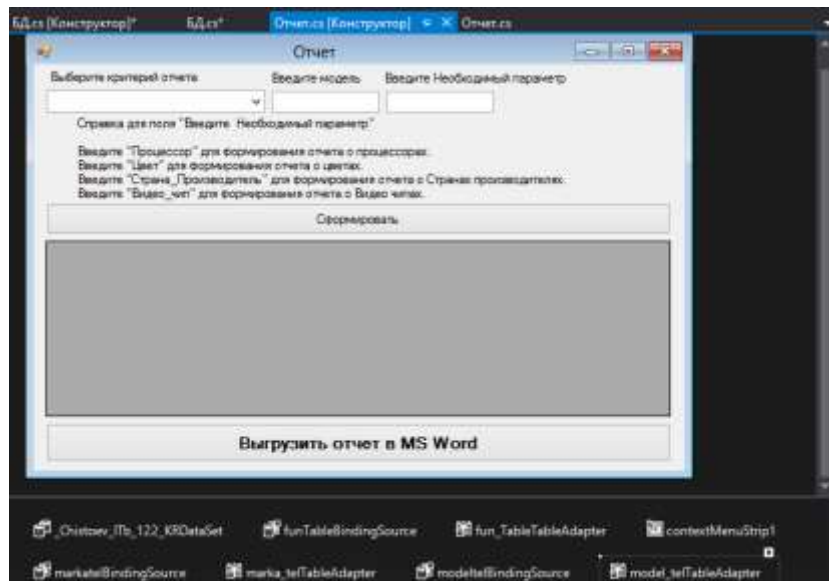 БД.cs [Конструктор]* БД.cs* Отчет.cs [Конструктор] Отчет.cs
Отчет
Выберите критерий отчета Введите модель Введите Необходимый параметр
Справка для поля "Введите Необходимый параметр"
Введите "Процессор" для формирования отчета о процессорах.
Введите "Цвет" для формирования отчета о цветах.
Введите "Страна_Производитель" для формирования отчета о Странах производителях.
Введите "Видео_чип" для формирования отчета о Видео чипах.
Сформировать
Выгрузить отчет в MS Word
_Chistoev_ITb_122_KRDataSet funTableBindingSource fun_TableTableAdapter contextMenuStrip1
markatelBindingSource marka_telTableAdapter modeltelBindingSource model_telTableAdapter